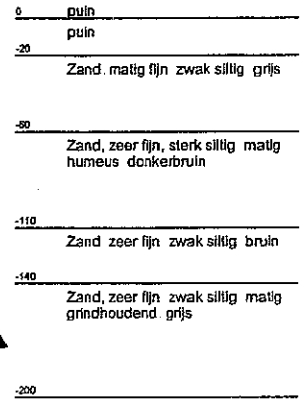 0 puin
puin
-20
Zand. matig fijn zwak siltig grijs
-60
Zand, zeer fijn, sterk siltig matig
humeus donkerbruin
-110
Zand zeer fijn zwak siltig bruin
-140
Zand, zeer fijn zwak siltig matig
grindhoudend. grijs
-200